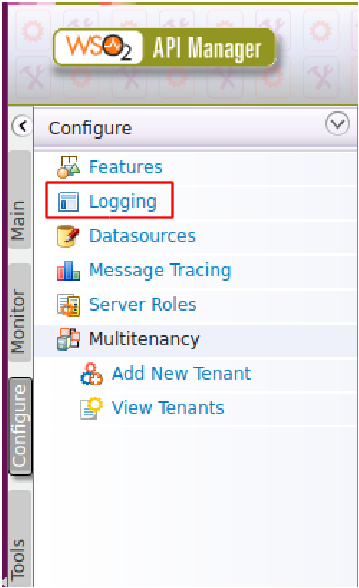 WSO2 API Manager
Configure
Features
Logging
Datasources
Message Tracing
Server Roles
Multitenancy
Add New Tenant
View Tenants
Main
Monitor
Configure
Tools